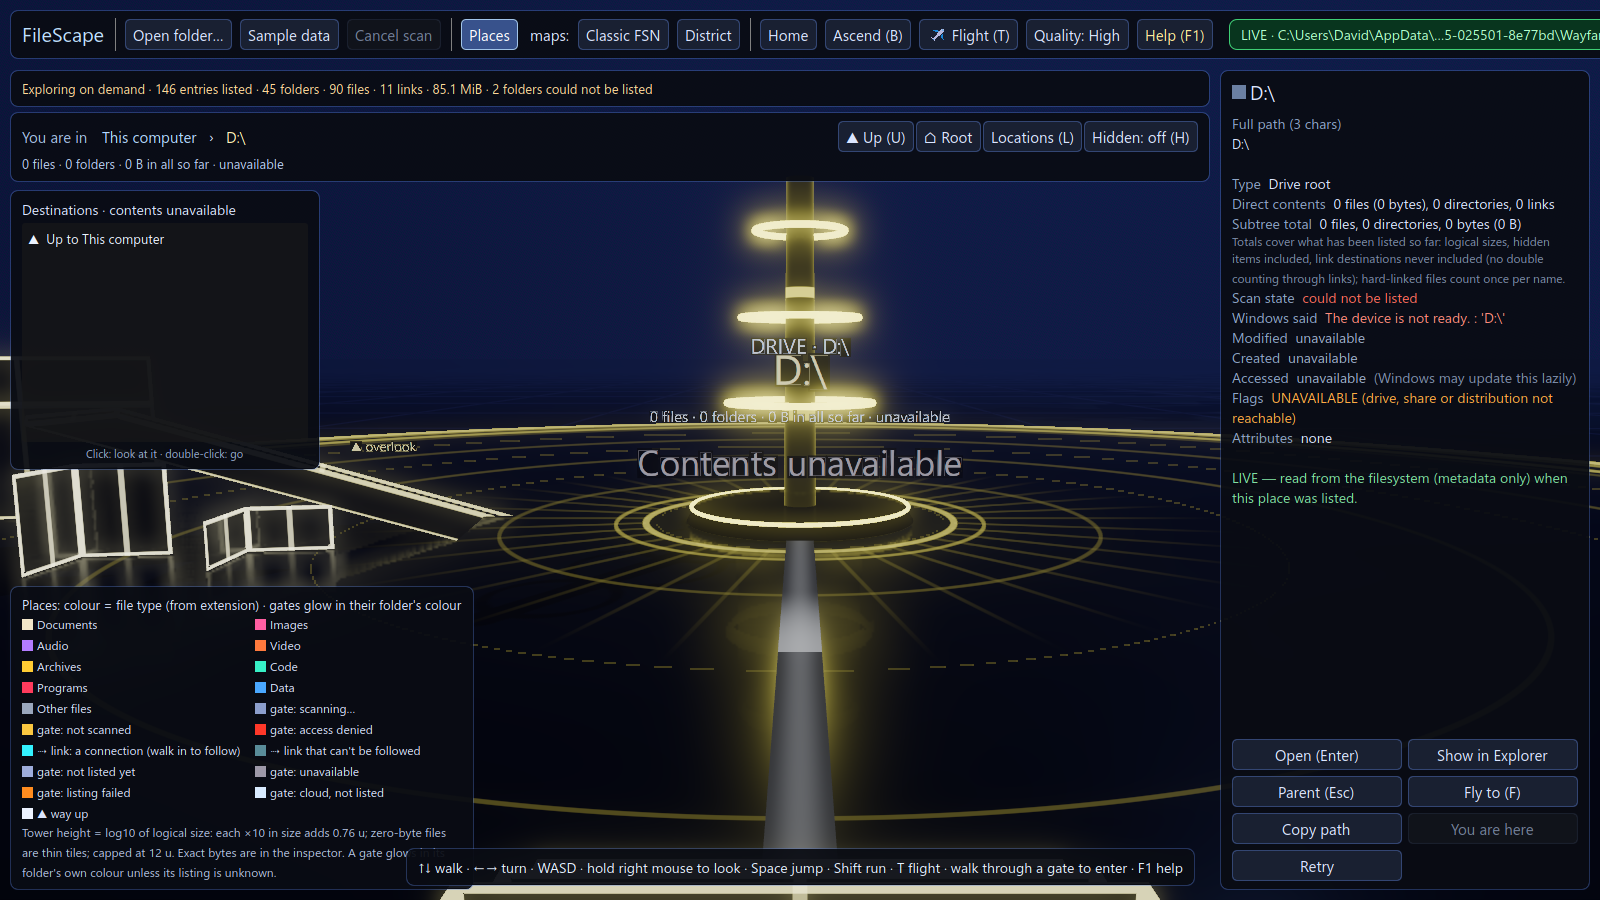 FileScape
Open folder...
Sample data
Cancel scan
Places
maps:
Classic FSN
District
Home
Ascend (B)
Flight (T)
Quality: High
Help (F1)
LIVE · C:\Users\David\AppData\...5-025501-8e77bd\Wayfa
Exploring on demand · 146 entries listed · 45 folders · 90 files · 11 links · 85.1 MiB · 2 folders could not be listed
You are in This computer › D:\
▲ Up (U)
Root
Locations (L)
Hidden: off (H)
0 files · 0 folders · 0 B in all so far · unavailable
Destinations · contents unavailable
▲ Up to This computer
Click: look at it · double-click: go
▲ overlook
DRIVE · D:\
D:\
0 files · 0 folders · 0 B in all so far · unavailable
Contents unavailable
Places: colour = file type (from extension) · gates glow in their folder's colour
Documents
Images
Audio
Video
Archives
Code
Programs
Data
Other files
gate: scanning...
gate: not scanned
gate: access denied
→ link: a connection (walk in to follow)
→ link that can't be followed
gate: not listed yet
gate: unavailable
gate: listing failed
gate: cloud, not listed
▲ way up
Tower height = log10 of logical size: each ×10 in size adds 0.76 u; zero-byte files
are thin tiles; capped at 12 u. Exact bytes are in the inspector. A gate glows in its
folder's own colour unless its listing is unknown.
↑↓ walk · ←→ turn · WASD · hold right mouse to look · Space jump · Shift run · T flight · walk through a gate to enter · F1 help
D:\
Full path (3 chars)
D:\
Type Drive root
Direct contents 0 files (0 bytes), 0 directories, 0 links
Subtree total 0 files, 0 directories, 0 bytes (0 B)
Totals cover what has been listed so far: logical sizes, hidden
items included, link destinations never included (no double
counting through links); hard-linked files count once per name.
Scan state could not be listed
Windows said The device is not ready. : 'D:\'
Modified unavailable
Created unavailable
Accessed unavailable (Windows may update this lazily)
Flags UNAVAILABLE (drive, share or distribution not
reachable)
Attributes none
LIVE — read from the filesystem (metadata only) when
this place was listed.
Open (Enter)
Show in Explorer
Parent (Esc)
Fly to (F)
Copy path
You are here
Retry